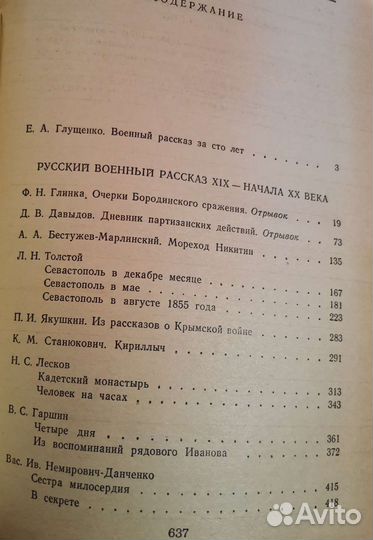 СОДЕРЖАНИЕ
Е. А. Глущенко. Военный рассказ за сто лет . . . . . . . 3
РУССКИЙ ВОЕННЫЙ РАССКАЗ XIX — НАЧАЛА XX ВЕКА
Ф. Н. Глинка. Очерки Бородинского сражения. Отрывок . . . 19
Д. В. Давыдов. Дневник партизанских действий. Отрывок . . 73
А. А. Бестужев-Марлинский. Мореход Никитин . . . . . . 135
Л. Н. Толстой
Севастополь в декабре месяце . . . . . . . . 167
Севастополь в мае . . . . . . . . . . 181
Севастополь в августе 1855 года . . . . . . . 223
П. И. Якушкин. Из рассказов о Крымской войне . . . . . 283
К. М. Станюкович. Кириллыч . . . . . . . . . 291
Н. С. Лесков
Кадетский монастырь . . . . . . . . . 313
Человек на часах . . . . . . . . . . 343
В. С. Гаршин
Четыре дня . . . . . . . . . . . 361
Из воспоминаний рядового Иванова . . . . . . 372
Вас. Ив. Немирович-Данченко
Сестра милосердия . . . . . . . . . . 415
В секрете . . . . . . . . . . . . 418
637
Avito